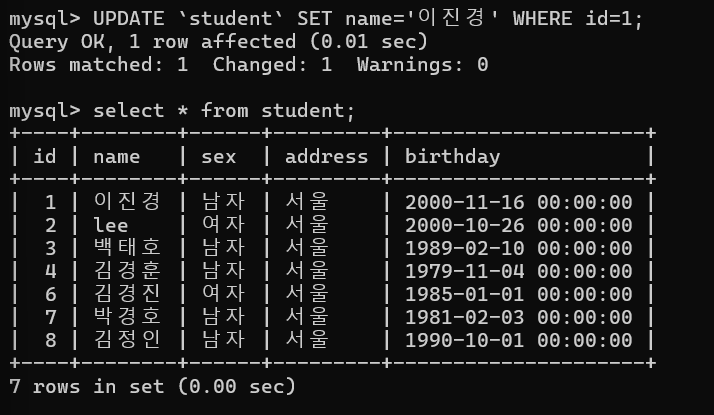 mysql> UPDATE `student` SET name='이진경' WHERE id=1;
Query OK, 1 row affected (0.01 sec)
Rows matched: 1  Changed: 1  Warnings: 0
mysql> select * from student;
+----+--------+------+---------+---------------------+
| id | name   | sex  | address | birthday            |
+----+--------+------+---------+---------------------+
|  1 | 이진경 | 남자 | 서울    | 2000-11-16 00:00:00 |
|  2 | lee    | 여자 | 서울    | 2000-10-26 00:00:00 |
|  3 | 백태호 | 남자 | 서울    | 1989-02-10 00:00:00 |
|  4 | 김경훈 | 남자 | 서울    | 1979-11-04 00:00:00 |
|  6 | 김경진 | 여자 | 서울    | 1985-01-01 00:00:00 |
|  7 | 박경호 | 남자 | 서울    | 1981-02-03 00:00:00 |
|  8 | 김정인 | 남자 | 서울    | 1990-10-01 00:00:00 |
+----+--------+------+---------+---------------------+
7 rows in set (0.00 sec)